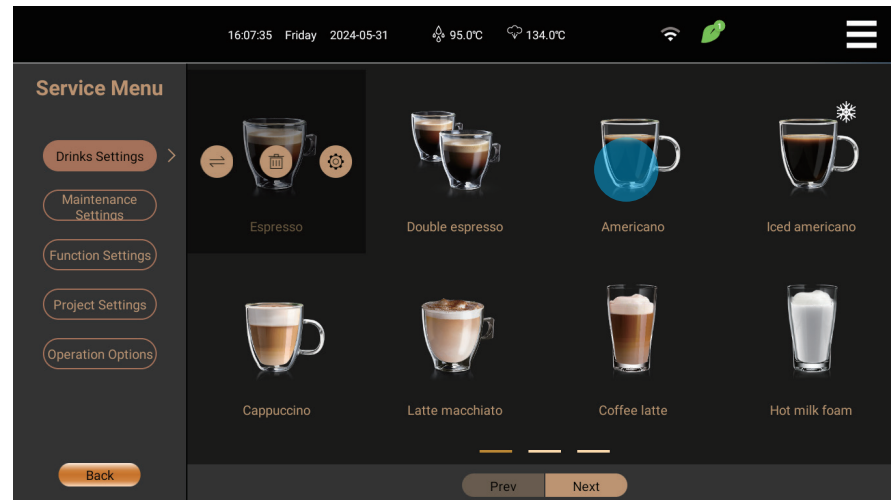 16:07:35 Friday 2024-05-31 95.0℃ 134.0℃ 1
Service Menu
Drinks Settings >
Maintenance
Settings
Function Settings
Project Settings
Operation Options
Back
Espresso Double espresso Americano Iced americano
Cappuccino Latte macchiato Coffee latte Hot milk foam
Prev Next